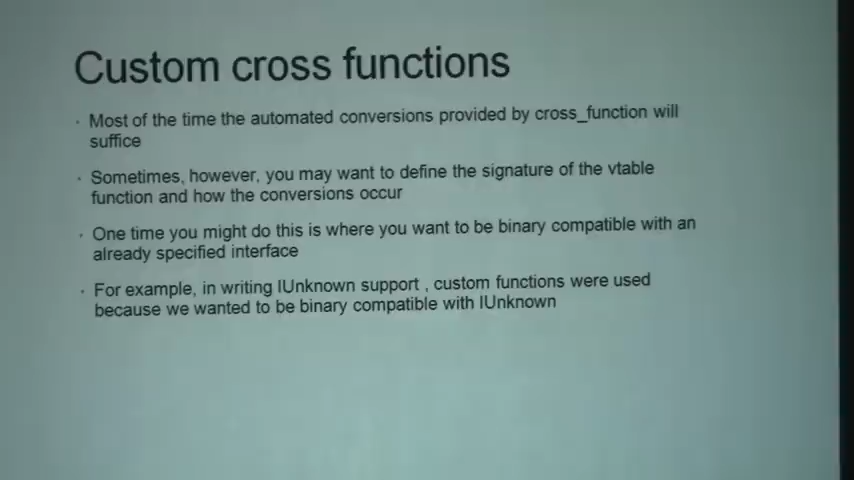 Custom cross functions
· Most of the time the automated conversions provided by cross_function will
suffice
· Sometimes, however, you may want to define the signature of the vtable
function and how the conversions occur
· One time you might do this is where you want to be binary compatible with an
already specified interface
· For example, in writing IUnknown support , custom functions were used
because we wanted to be binary compatible with IUnknown